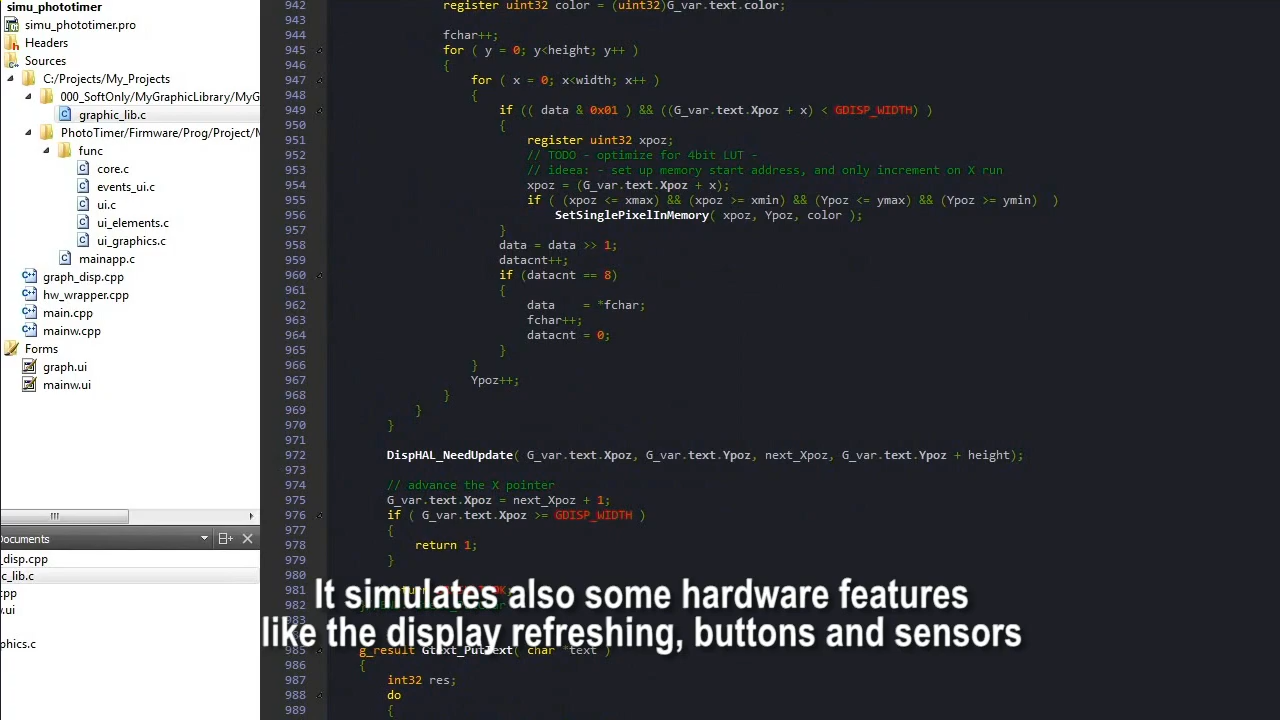 simu_phototimer
simu_phototimer.pro
Headers
Sources
C:/Projects/My_Projects
000_SoftOnly/MyGraphicLibrary/MyG
graphic_lib.c
PhotoTimer/Firmware/Prog/Project/M
func
core.c
events_ui.c
ui.c
ui_elements.c
ui_graphics.c
mainapp.c
graph_disp.cpp
hw_wrapper.cpp
main.cpp
mainw.cpp
Forms
graph.ui
mainw.ui
Documents
_disp.cpp
c_lib.c
cpp
.ui
phics.c
942 register uint32 color = (uint32)G_var.text.color;
943
944 fchar++;
945 for ( y = 0; y<height; y++ )
946 {
947 for ( x = 0; x<width; x++ )
948 {
949 if (( data & 0x01 ) && ((G_var.text.Xpoz + x) < GDISP_WIDTH) )
950 {
951 register uint32 xpoz;
952 // TODO - optimize for 4bit LUT -
953 // ideea: - set up memory start address, and only increment on X run
954 xpoz = (G_var.text.Xpoz + x);
955 if ( (xpoz <= xmax) && (xpoz >= xmin) && (Ypoz <= ymax) && (Ypoz >= ymin) )
956 SetSinglePixelInMemory( xpoz, Ypoz, color );
957 }
958 data = data >> 1;
959 datacnt++;
960 if (datacnt == 8)
961 {
962 data = *fchar;
963 fchar++;
964 datacnt = 0;
965 }
966 }
967 Ypoz++;
968 }
969 }
970 }
971
972 DispHAL_NeedUpdate( G_var.text.Xpoz, G_var.text.Ypoz, next_Xpoz, G_var.text.Ypoz + height);
973
974 // advance the X pointer
975 G_var.text.Xpoz = next_Xpoz + 1;
976 if ( G_var.text.Xpoz >= GDISP_WIDTH )
977 {
978 return 1;
979 }
980
981
982
It simulates also some hardware features
like the display refreshing, buttons and sensors
985 g_result Gtext_PutText( char *text )
986 {
987 int32 res;
988 do
989 {